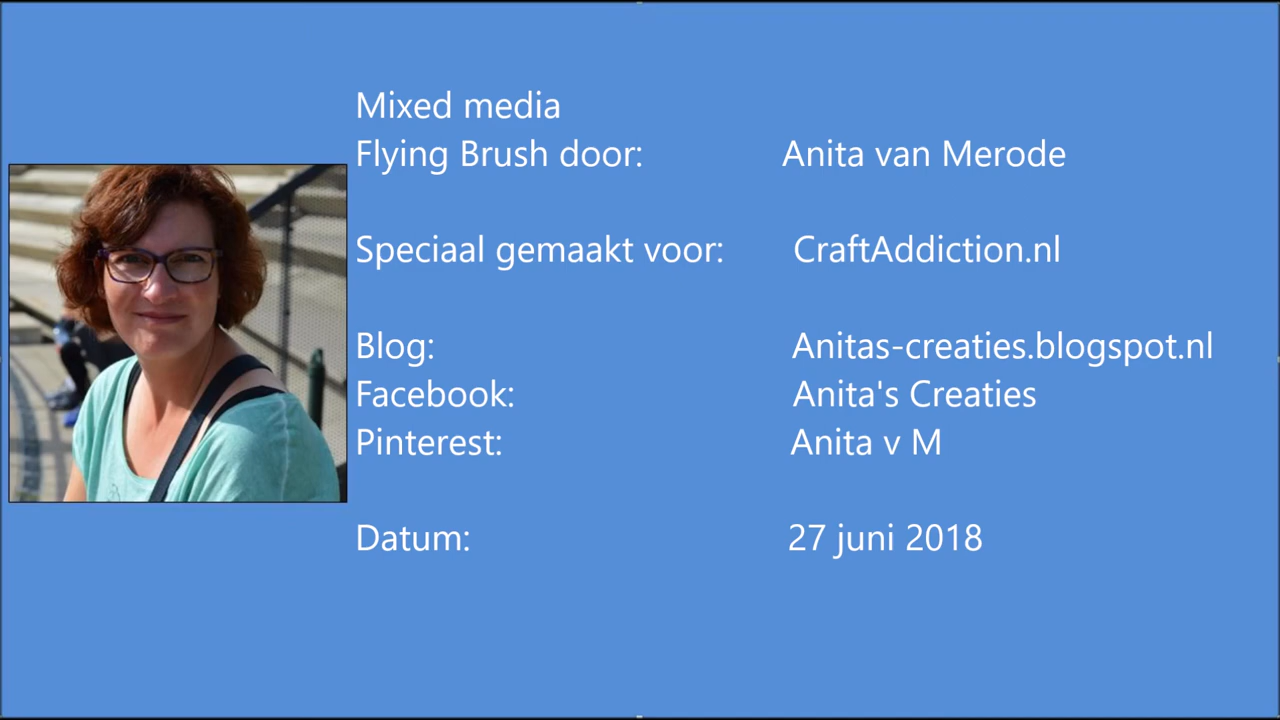 Mixed media
Flying Brush door: Anita van Merode
Speciaal gemaakt voor: CraftAddiction.nl
Blog: Anitas-creaties.blogspot.nl
Facebook: Anita's Creaties
Pinterest: Anita v M
Datum: 27 juni 2018